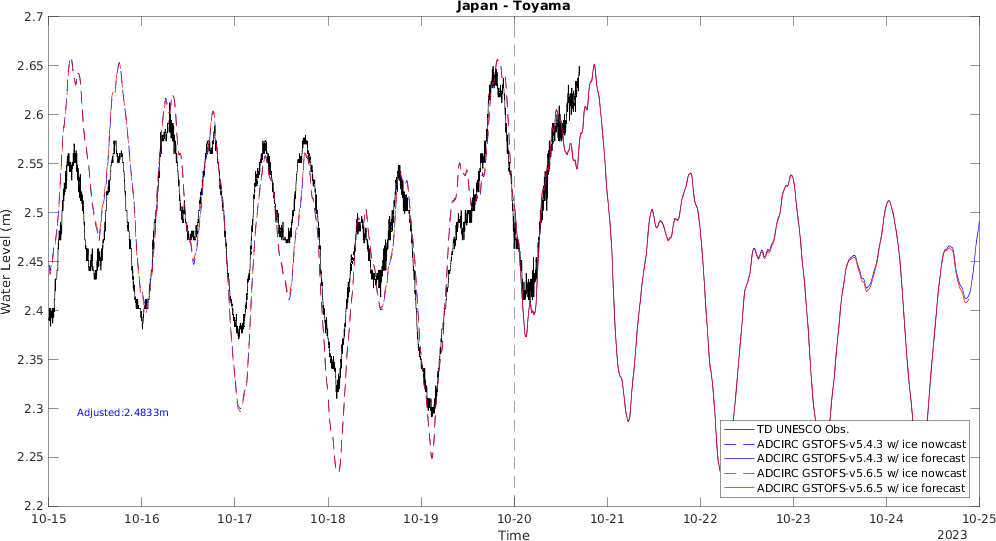 Japan - Toyama
2.7
2.65
2.6
2.55
2.5
2.45
2.4
2.35
2.3
2.25
2.2
Water Level (m)
Adjusted:2.4833m
TD UNESCO Obs.
ADCIRC GSTOFS-v5.4.3 w/ ice nowcast
ADCIRC GSTOFS-v5.4.3 w/ ice forecast
ADCIRC GSTOFS-v5.6.5 w/ ice nowcast
ADCIRC GSTOFS-v5.6.5 w/ ice forecast
10-15 10-16 10-17 10-18 10-19 10-20 10-21 10-22 10-23 10-24 10-25
Time
2023